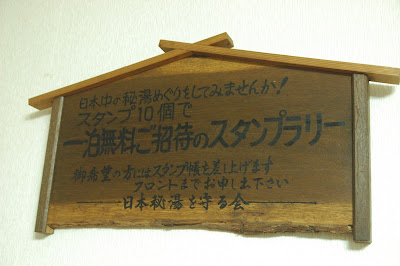 日本中の秘湯めぐりをしてみませんか!
スタンプ10個で
一泊無料ご招待のスタンプラリー
御希望の方にはスタンプ帳を差し上げます
フロントまでお申し出下さい
日本秘湯を守る会